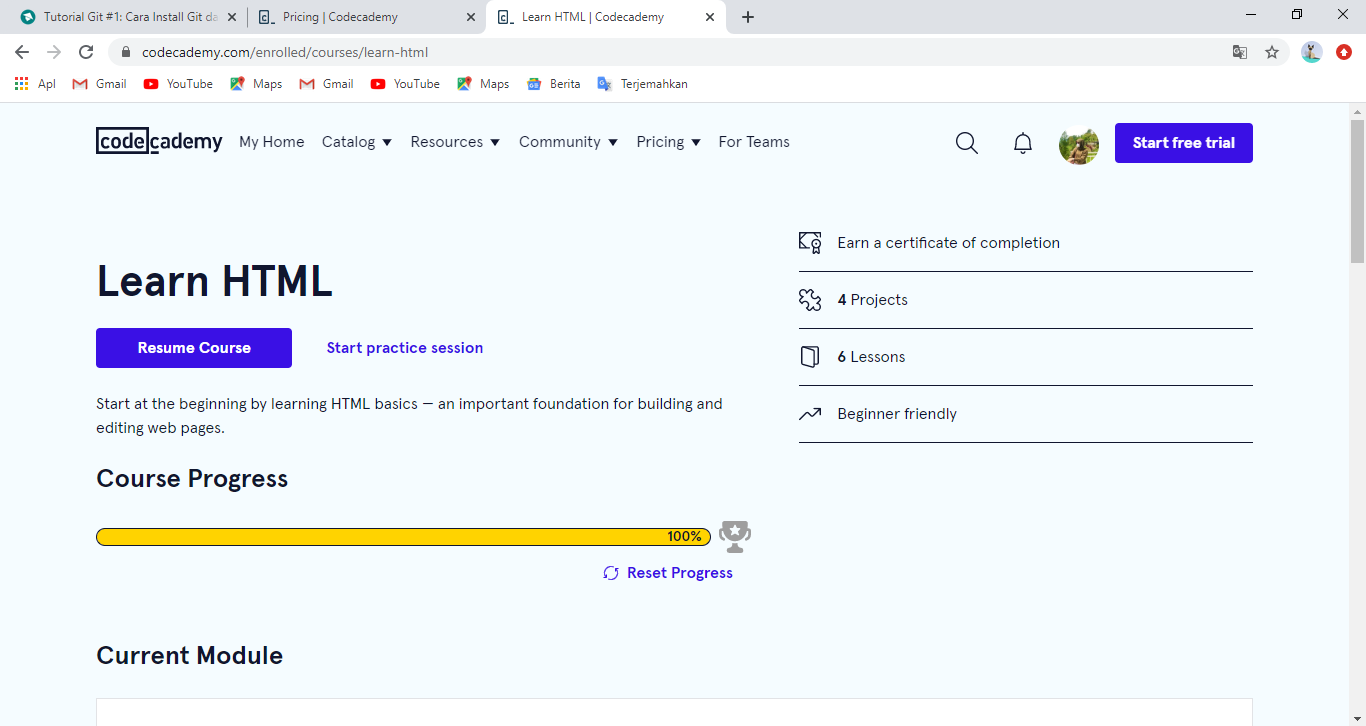 Tutorial Git #1: Cara Install Git da
Pricing | Codecademy
Learn HTML | Codecademy
codecademy.com/enrolled/courses/learn-html
Apl
Gmail
YouTube
Maps
Gmail
YouTube
Maps
Berita
Terjemahkan
codecademy
My Home
Catalog
Resources
Community
Pricing
For Teams
Start free trial
Learn HTML
Resume Course
Start practice session
Start at the beginning by learning HTML basics — an important foundation for building and
editing web pages.
Earn a certificate of completion
4 Projects
6 Lessons
Beginner friendly
Course Progress
100%
Reset Progress
Current Module